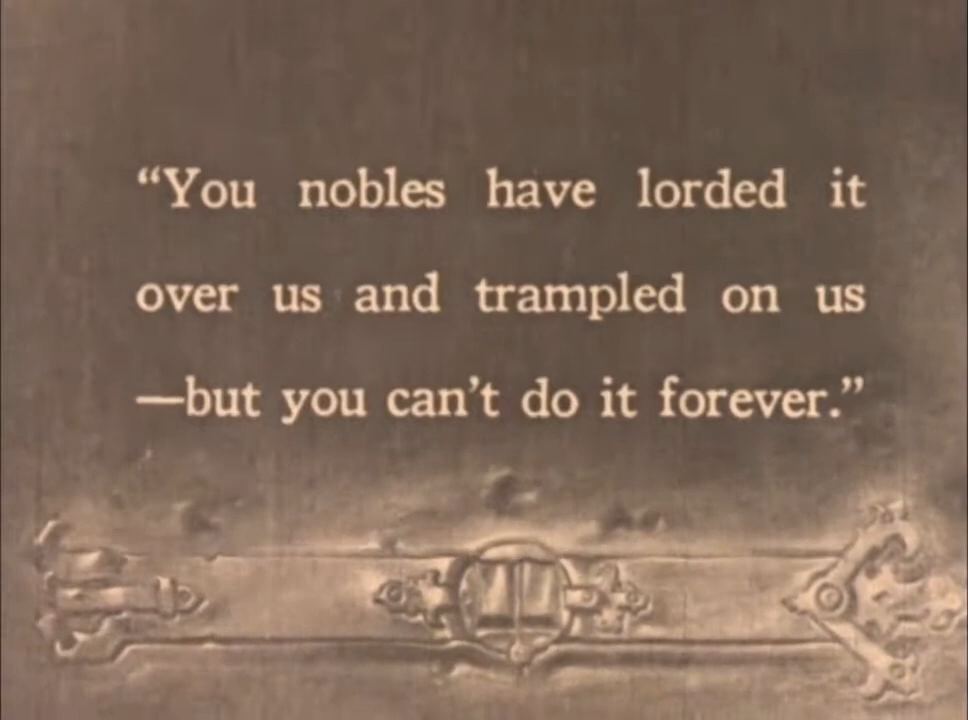 “You nobles have lorded it
over us and trampled on us
—but you can’t do it forever.”